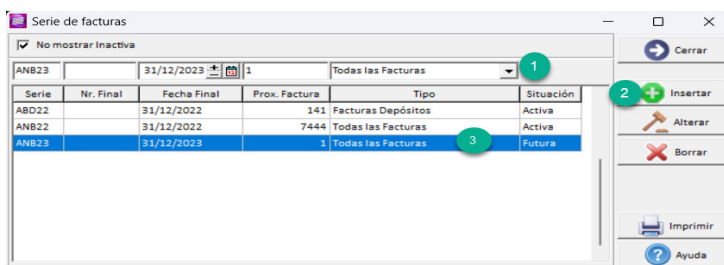 Serie de facturas
No mostrar Inactiva
Cerrar
ANB23 31/12/2023 1 Todas las Facturas 1
Serie Nr. Final Fecha Final Prox. Factura Tipo Situación
2 Insertar
ABD22 31/12/2022 141 Facturas Depósitos Activa
ANB22 31/12/2022 7444 Todas las Facturas Activa
Alterar
ANB23 31/12/2023 1 Todas las Facturas 3 Futura
Borrar
Imprimir
Ayuda